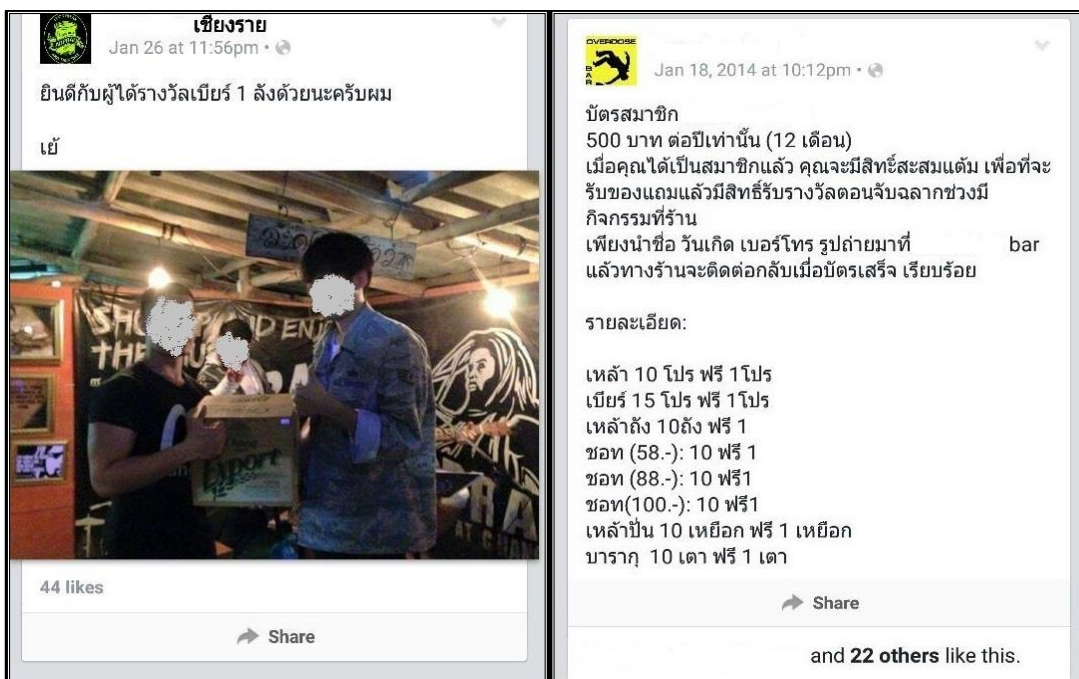 เชียงราย
Jan 26 at 11:56pm
ยินดีกับผู้ได้รางวัลเบียร์ 1 ลังด้วยนะครับผม
เย้
SHU UP ND ENJ
THE MUS
Chang
Export
44 likes
Share
OVERDOSE
BAR
Jan 18, 2014 at 10:12pm
บัตรสมาชิก
500 บาท ต่อปีเท่านั้น (12 เดือน)
เมื่อคุณได้เป็นสมาชิกแล้ว คุณจะมีสิทธิ์สะสมแต้ม เพื่อที่จะ
รับของแถมแล้วมีสิทธิ์รับรางวัลตอนจับฉลากช่วงมี
กิจกรรมที่ร้าน
เพียงนำชื่อ วันเกิด เบอร์โทร รูปถ่ายมาที่ bar
แล้วทางร้านจะติดต่อกลับเมื่อบัตรเสร็จ เรียบร้อย
รายละเอียด:
เหล้า 10 โปร ฟรี 1โปร
เบียร์ 15 โปร ฟรี 1โปร
เหล้าถัง 10ถัง ฟรี 1
ชอท (58.-): 10 ฟรี 1
ชอท (88.-): 10 ฟรี1
ชอท(100.-): 10 ฟรี1
เหล้าปั่น 10 เหยือก ฟรี 1 เหยือก
บารากุ 10 เตา ฟรี 1 เตา
Share
and 22 others like this.